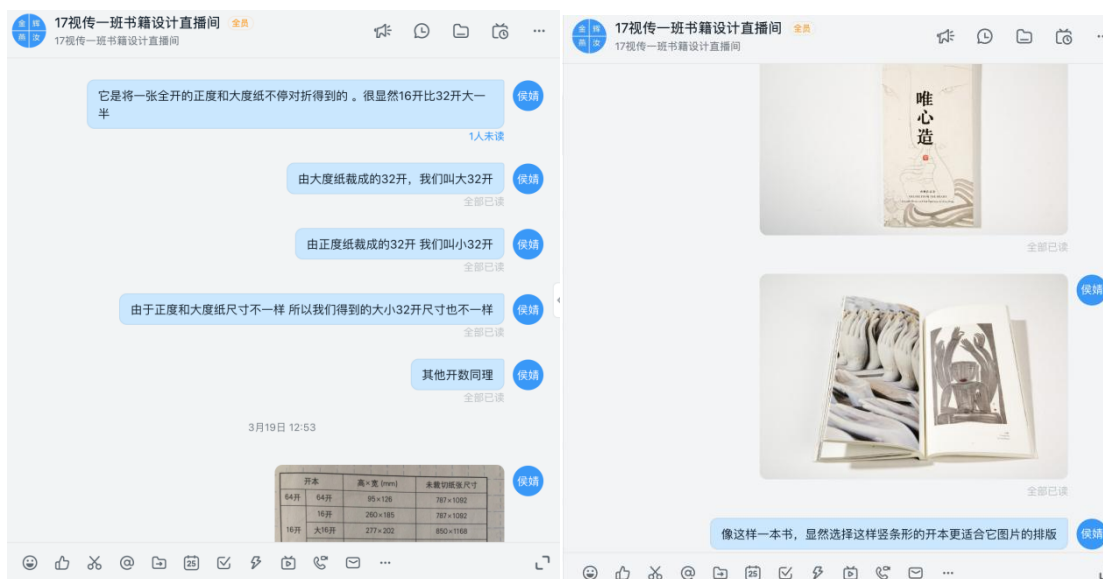 金辉
燕汝
17视传一班书籍设计直播间 全员
17视传一班书籍设计直播间
它是将一张全开的正度和大度纸不停对折得到的 。很显然16开比32开大一
半
侯婧
1人未读
由大度纸裁成的32开，我们叫大32开
侯婧
全部已读
由正度纸裁成的32开 我们叫小32开
侯婧
全部已读
由于正度和大度纸尺寸不一样 所以我们得到的大小32开尺寸也不一样
侯婧
全部已读
其他开数同理
侯婧
全部已读
3月19日 12:53
侯婧
开本 高×宽 (mm) 未裁切纸张尺寸
64开 64开 95×126 787×1092
16开 260×185 787×1092
16开 大16开 277×202 850×1168
25
金辉
燕汝
17视传一班书籍设计直播间 全员
17视传一班书籍设计直播间
唯心造
全部已读
侯婧
全部已读
像这样一本书，显然选择这样竖条形的开本更适合它图片的排版
侯婧
25